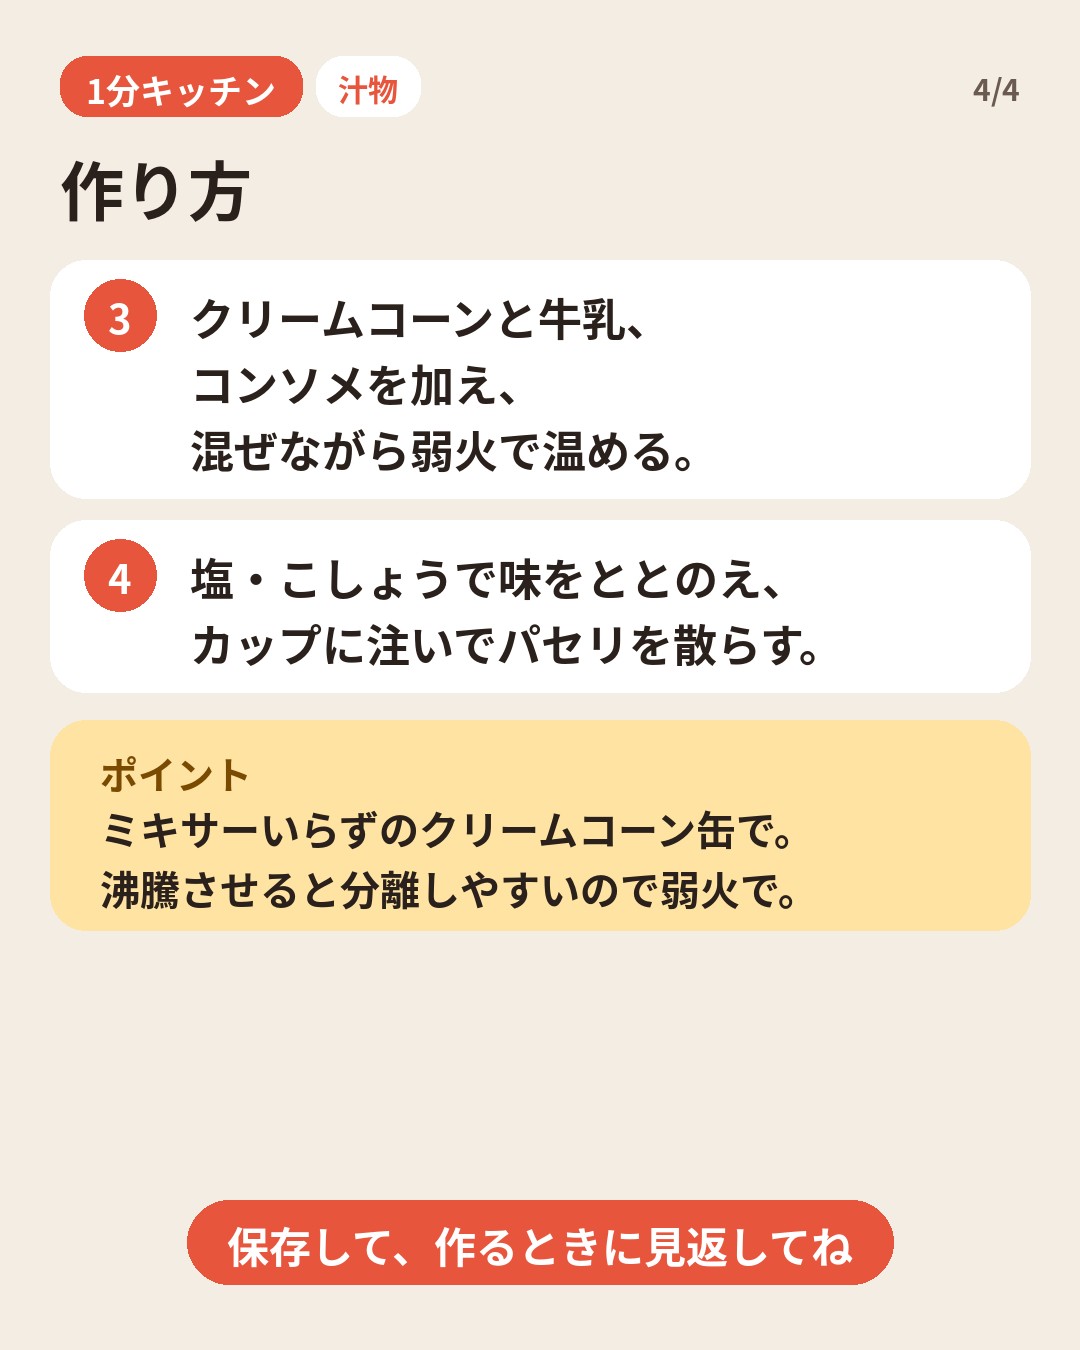 1分キッチン 汁物 4/4
作り方
3 クリームコーンと牛乳、
コンソメを加え、
混ぜながら弱火で温める。
4 塩・こしょうで味をととのえ、
カップに注いでパセリを散らす。
ポイント
ミキサーいらずのクリームコーン缶で。
沸騰させると分離しやすいので弱火で。
保存して、作るときに見返してね